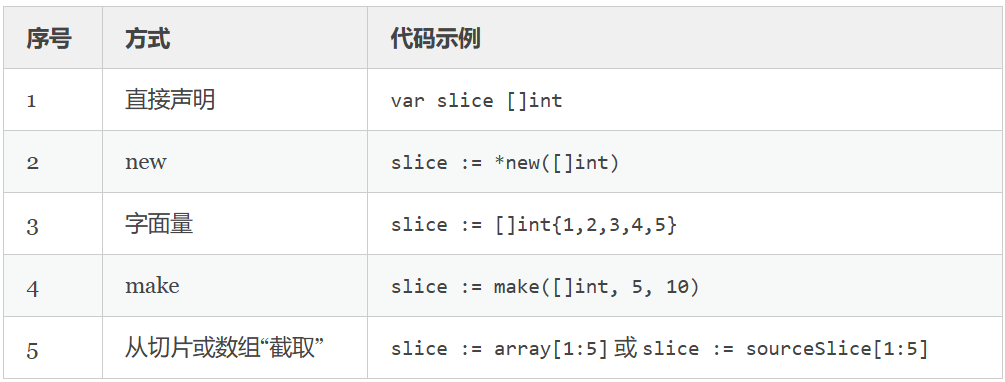 序号 方式 代码示例
1 直接声明 var slice []int
2 new slice := *new([]int)
3 字面量 slice := []int{1,2,3,4,5}
4 make slice := make([]int, 5, 10)
5 从切片或数组“截取” slice := array[1:5] 或 slice := sourceSlice[1:5]